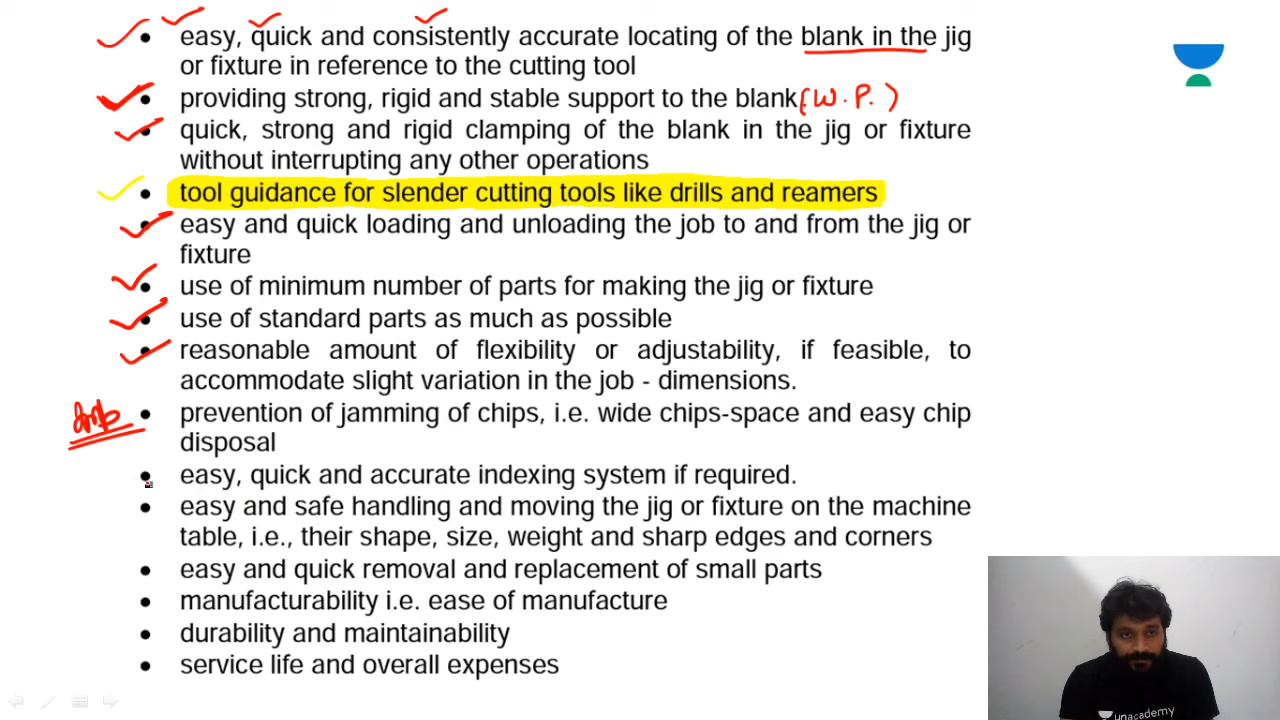 • easy, quick and consistently accurate locating of the blank in the jig
or fixture in reference to the cutting tool
• providing strong, rigid and stable support to the blank (W.P.)
• quick, strong and rigid clamping of the blank in the jig or fixture
without interrupting any other operations
• tool guidance for slender cutting tools like drills and reamers
• easy and quick loading and unloading the job to and from the jig or
fixture
• use of minimum number of parts for making the jig or fixture
• use of standard parts as much as possible
• reasonable amount of flexibility or adjustability, if feasible, to
accommodate slight variation in the job - dimensions.
Imp • prevention of jamming of chips, i.e. wide chips-space and easy chip
disposal
• easy, quick and accurate indexing system if required.
• easy and safe handling and moving the jig or fixture on the machine
table, i.e., their shape, size, weight and sharp edges and corners
• easy and quick removal and replacement of small parts
• manufacturability i.e. ease of manufacture
• durability and maintainability
• service life and overall expenses
unacademy